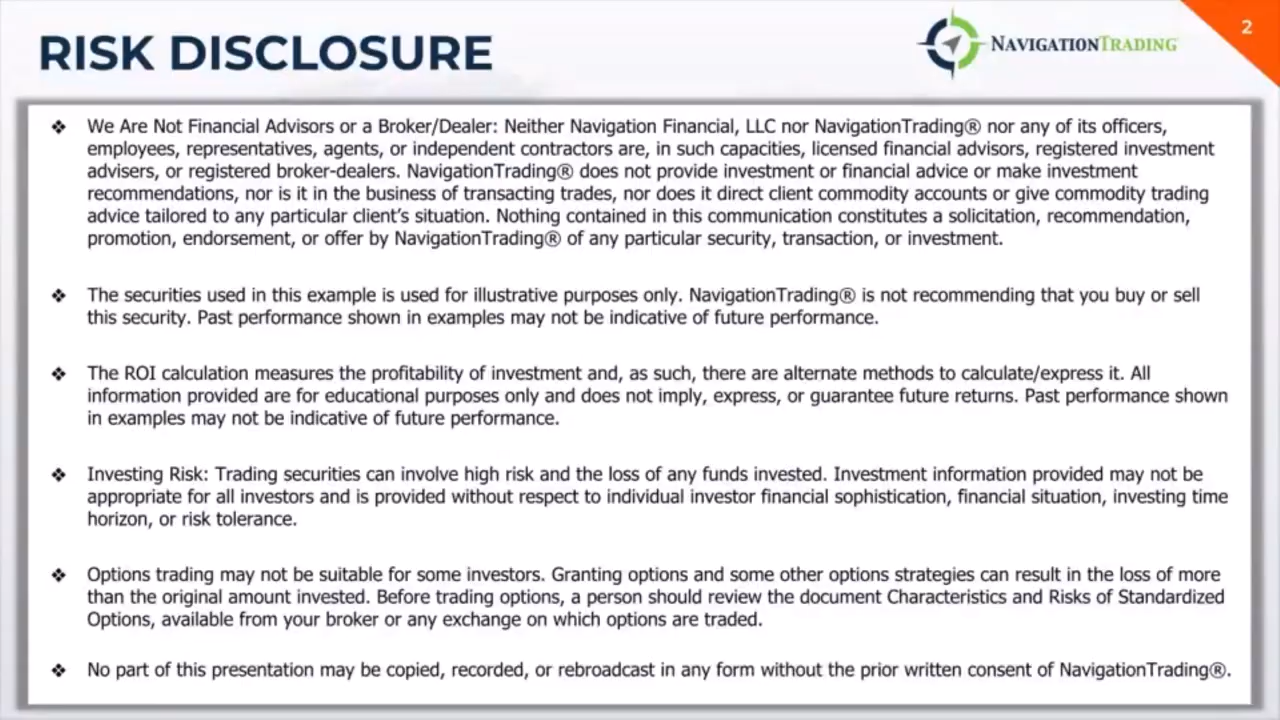 RISK DISCLOSURE
NAVIGATIONTRADING
2
❖ We Are Not Financial Advisors or a Broker/Dealer: Neither Navigation Financial, LLC nor NavigationTrading® nor any of its officers,
employees, representatives, agents, or independent contractors are, in such capacities, licensed financial advisors, registered investment
advisers, or registered broker-dealers. NavigationTrading® does not provide investment or financial advice or make investment
recommendations, nor is it in the business of transacting trades, nor does it direct client commodity accounts or give commodity trading
advice tailored to any particular client's situation. Nothing contained in this communication constitutes a solicitation, recommendation,
promotion, endorsement, or offer by NavigationTrading® of any particular security, transaction, or investment.
❖ The securities used in this example is used for illustrative purposes only. NavigationTrading® is not recommending that you buy or sell
this security. Past performance shown in examples may not be indicative of future performance.
❖ The ROI calculation measures the profitability of investment and, as such, there are alternate methods to calculate/express it. All
information provided are for educational purposes only and does not imply, express, or guarantee future returns. Past performance shown
in examples may not be indicative of future performance.
❖ Investing Risk: Trading securities can involve high risk and the loss of any funds invested. Investment information provided may not be
appropriate for all investors and is provided without respect to individual investor financial sophistication, financial situation, investing time
horizon, or risk tolerance.
❖ Options trading may not be suitable for some investors. Granting options and some other options strategies can result in the loss of more
than the original amount invested. Before trading options, a person should review the document Characteristics and Risks of Standardized
Options, available from your broker or any exchange on which options are traded.
❖ No part of this presentation may be copied, recorded, or rebroadcast in any form without the prior written consent of NavigationTrading®.